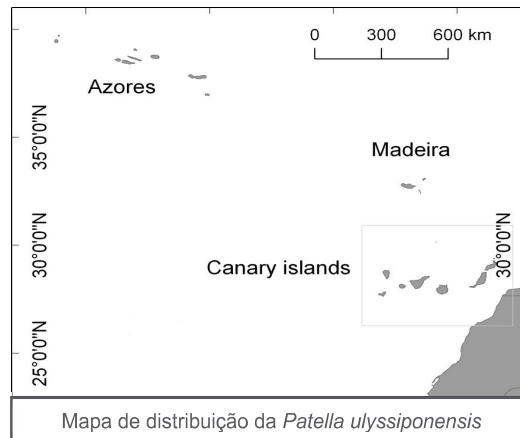 0 300 600 km
Azores
35°0'0"N
Madeira
30°0'0"N
30°0'0"N
Canary islands
25°0'0"N
Mapa de distribuição da Patella ulyssiponensis